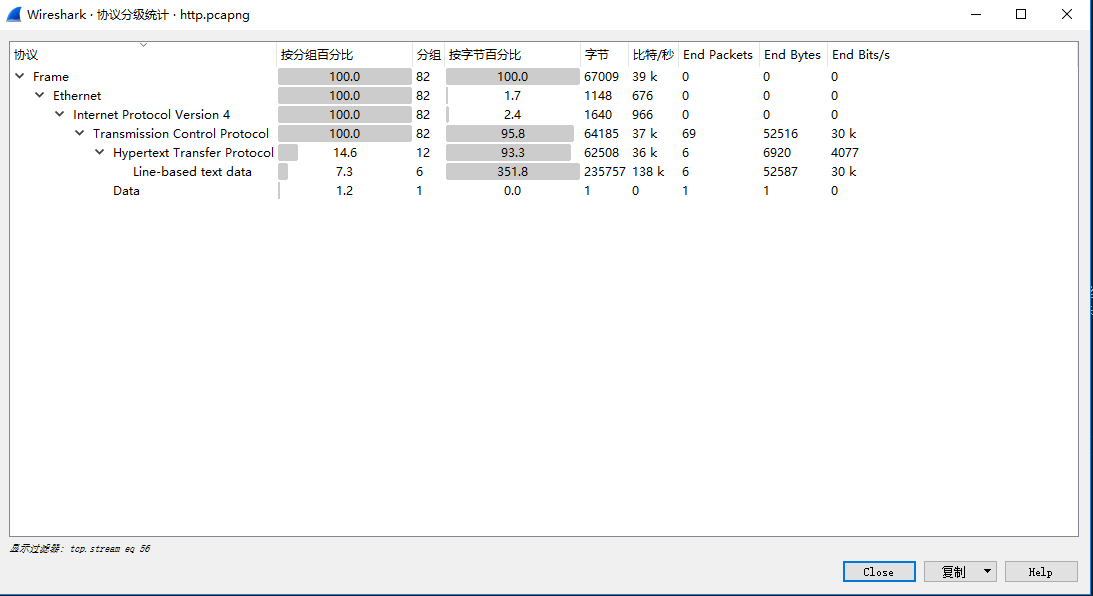 Wireshark · 协议分级统计 · http.pcapng
协议 按分组百分比 分组 按字节百分比 字节 比特/秒 End Packets End Bytes End Bits/s
Frame 100.0 82 100.0 67009 39 k 0 0 0
Ethernet 100.0 82 1.7 1148 676 0 0 0
Internet Protocol Version 4 100.0 82 2.4 1640 966 0 0 0
Transmission Control Protocol 100.0 82 95.8 64185 37 k 69 52516 30 k
Hypertext Transfer Protocol 14.6 12 93.3 62508 36 k 6 6920 4077
Line-based text data 7.3 6 351.8 235757 138 k 6 52587 30 k
Data 1.2 1 0.0 1 0 1 1 0
显示过滤器: tcp.stream eq 56
Close 复制 Help